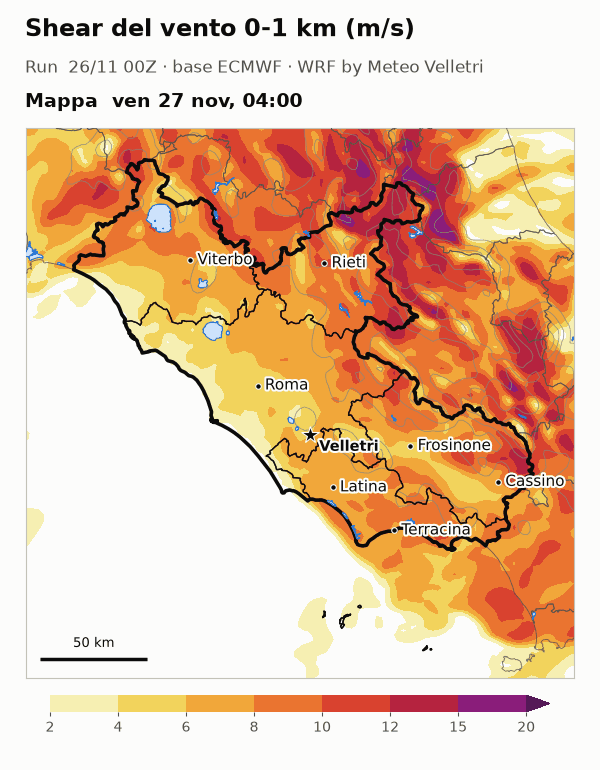 Shear del vento 0-1 km (m/s)
Run 26/11 00Z · base ECMWF · WRF by Meteo Velletri
Mappa ven 27 nov, 04:00
Viterbo
Rieti
Roma
Velletri
Frosinone
Latina
Cassino
Terracina
50 km
2 4 6 8 10 12 15 20